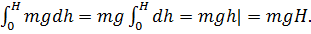 ∫₀ᴴ mgdh = mg ∫₀ᴴ dh = mgh| = mgH.